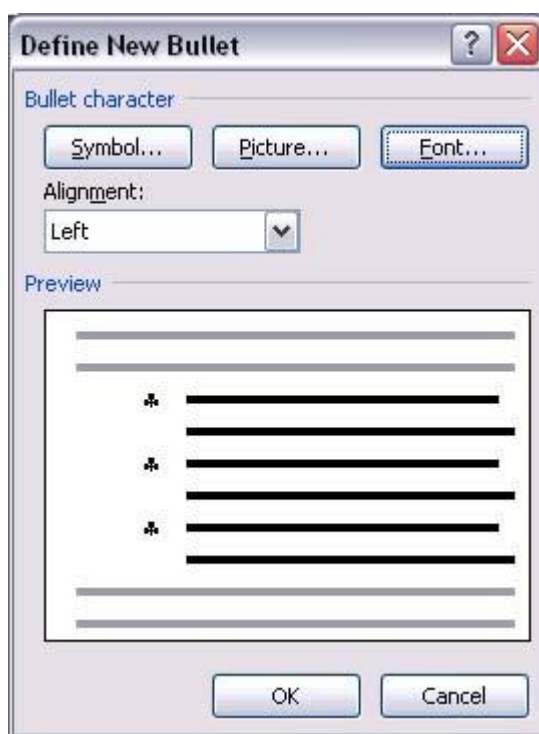 Define New Bullet
Bullet character
Symbol... Picture... Font...
Alignment:
Left
Preview
OK Cancel